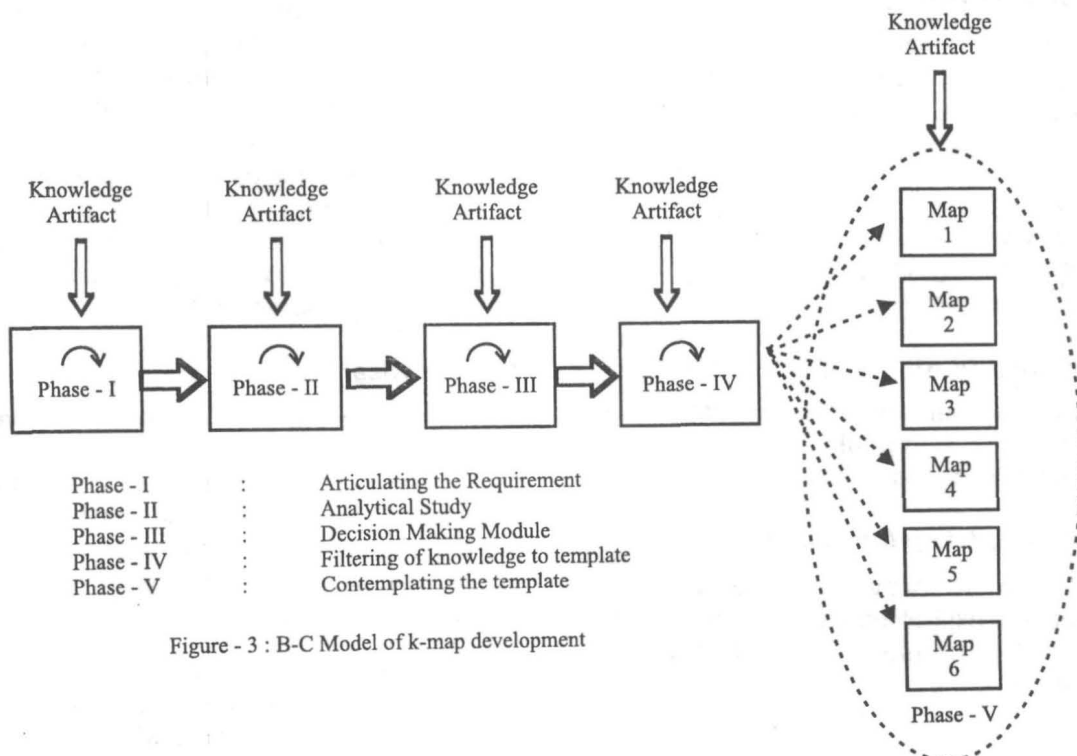 Knowledge
Artifact
Knowledge
Artifact
Knowledge
Artifact
Knowledge
Artifact
Knowledge
Artifact
Phase - I
Phase - II
Phase - III
Phase - IV
Map
1
Map
2
Map
3
Map
4
Map
5
Map
6
Phase - V
Phase - I : Articulating the Requirement
Phase - II : Analytical Study
Phase - III : Decision Making Module
Phase - IV : Filtering of knowledge to template
Phase - V : Contemplating the template
Figure - 3 : B-C Model of k-map development